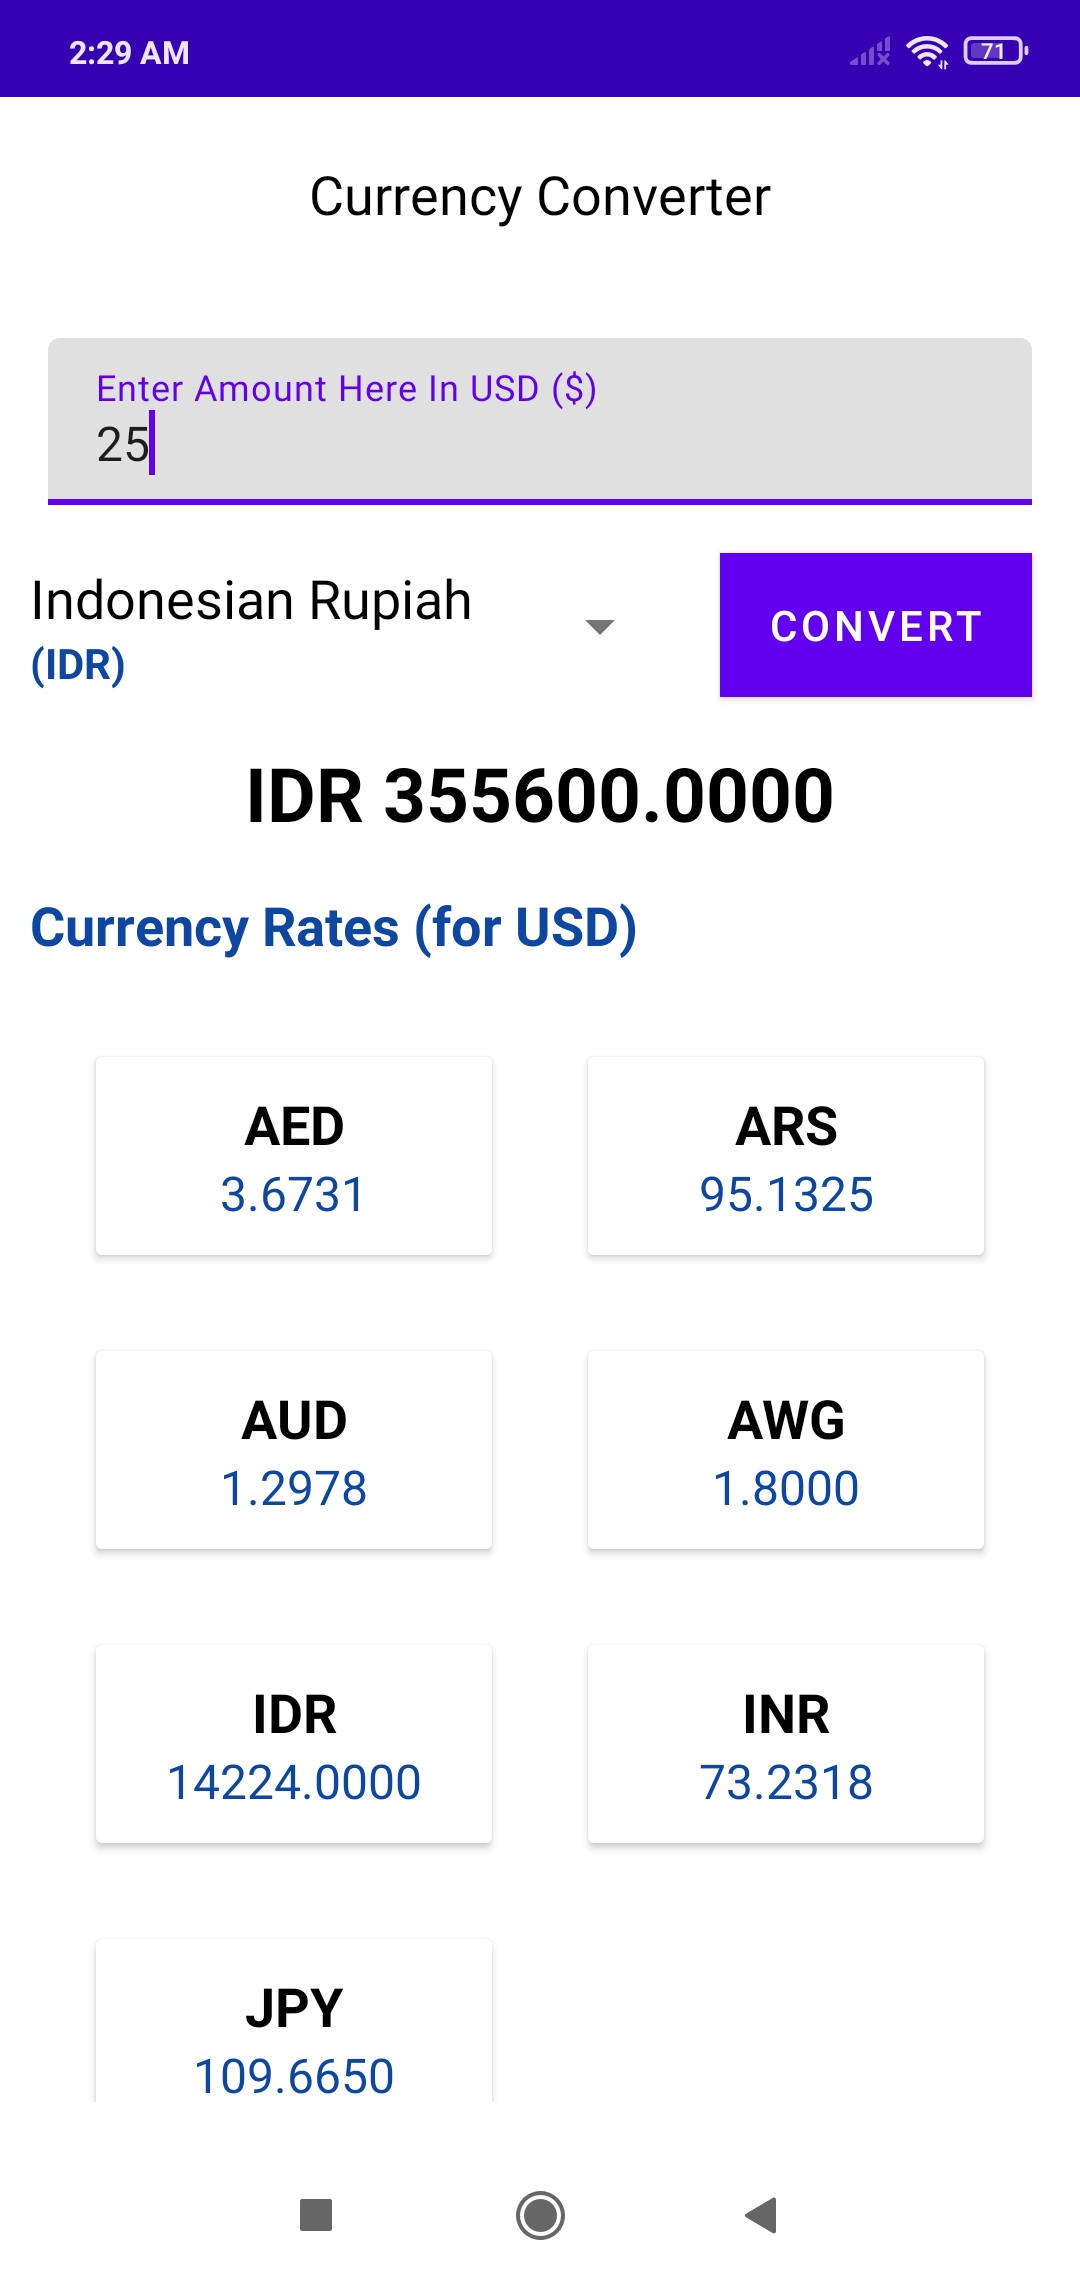 2:29 AM
71
Currency Converter
Enter Amount Here In USD ($)
25
Indonesian Rupiah
(IDR)
CONVERT
IDR 355600.0000
Currency Rates (for USD)
AED
3.6731
ARS
95.1325
AUD
1.2978
AWG
1.8000
IDR
14224.0000
INR
73.2318
JPY
109.6650